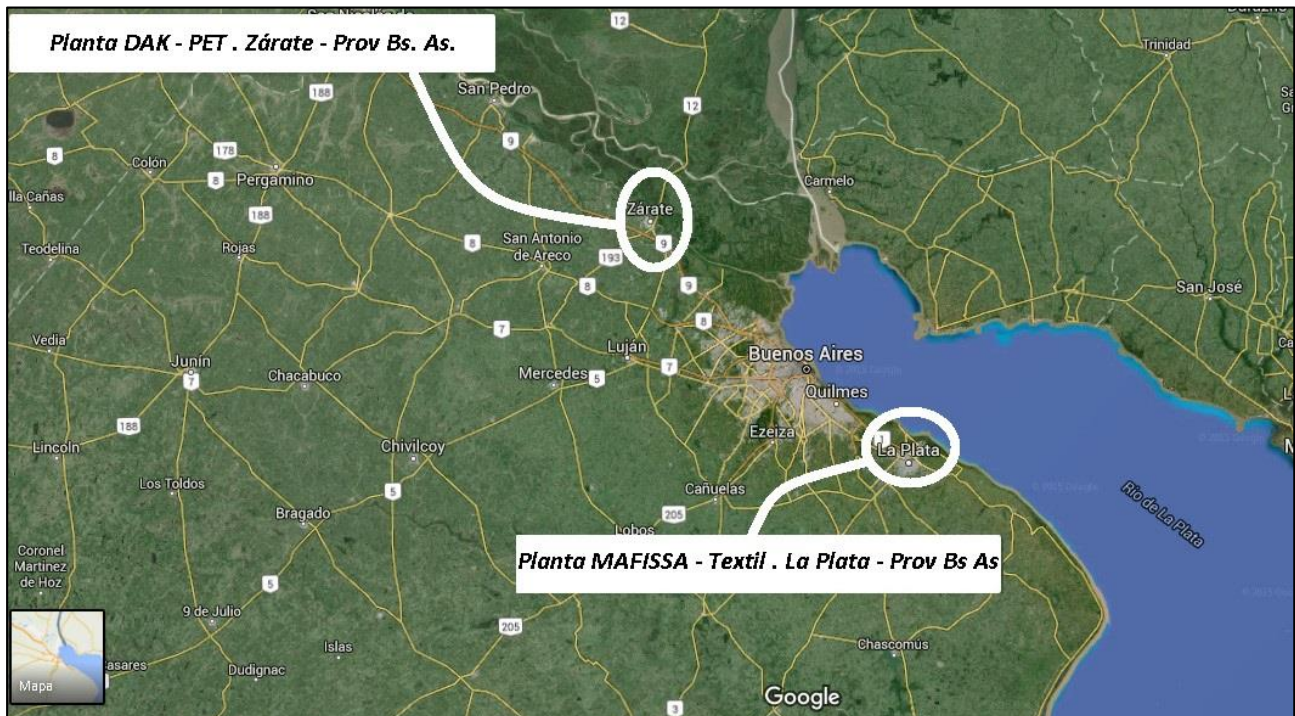 Planta DAK - PET . Zárate - Prov Bs. As.
12
Trinidad
188
San Pedro
12
9
8
178
Colón
8
Pergamino
Carmelo
lla Cañas
188
Zárate
Teodelina
Rojas
8
San Antonio
de Areco
193
9
8
9
San José
Vedia
7
8
Luján
7
Buenos Aires
Junín
7
Chacabuco
Mercedes
5
Quilmes
188
Lincoln
Chivilcoy
Ezeiza
La Plata
Los Toldos
5
Cañuelas
Rio de La Plata
Bragado
205
Lobos
Planta MAFISSA - Textil . La Plata - Prov Bs As
Coronel
Martinez
de Hoz
5
9 de Julio
205
Islas
Chascomús
Mapa
asares
Dudignac
Google
3